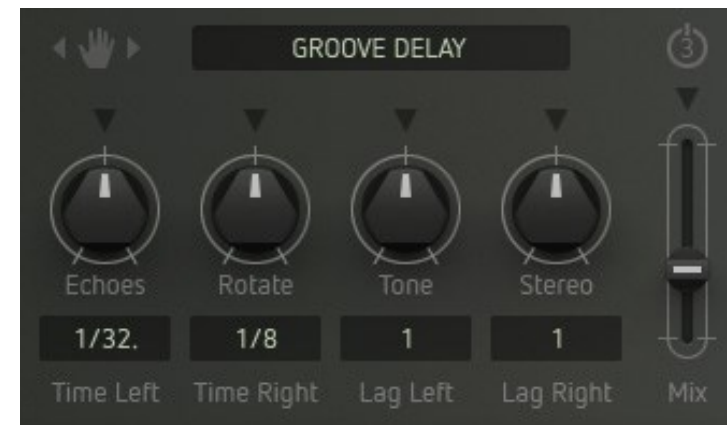 GROOVE DELAY
3
Echoes Rotate Tone Stereo
1/32. 1/8 1 1
Time Left Time Right Lag Left Lag Right Mix